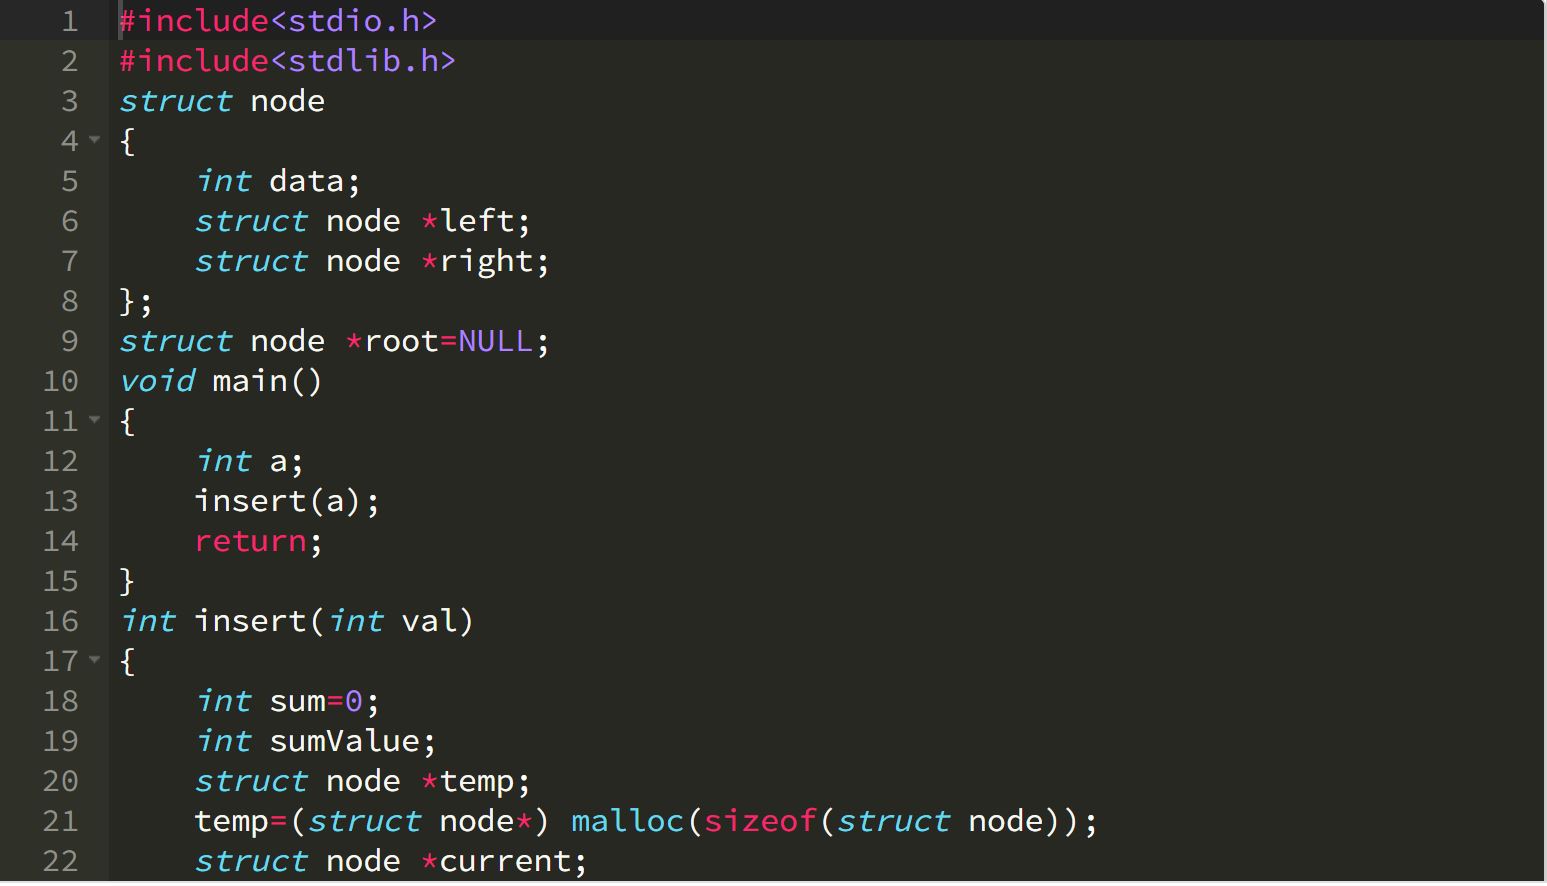 1 #include<stdio.h>
2 #include<stdlib.h>
3 struct node
4 {
5     int data;
6     struct node *left;
7     struct node *right;
8 };
9 struct node *root=NULL;
10 void main()
11 {
12     int a;
13     insert(a);
14     return;
15 }
16 int insert(int val)
17 {
18     int sum=0;
19     int sumValue;
20     struct node *temp;
21     temp=(struct node*) malloc(sizeof(struct node));
22     struct node *current;